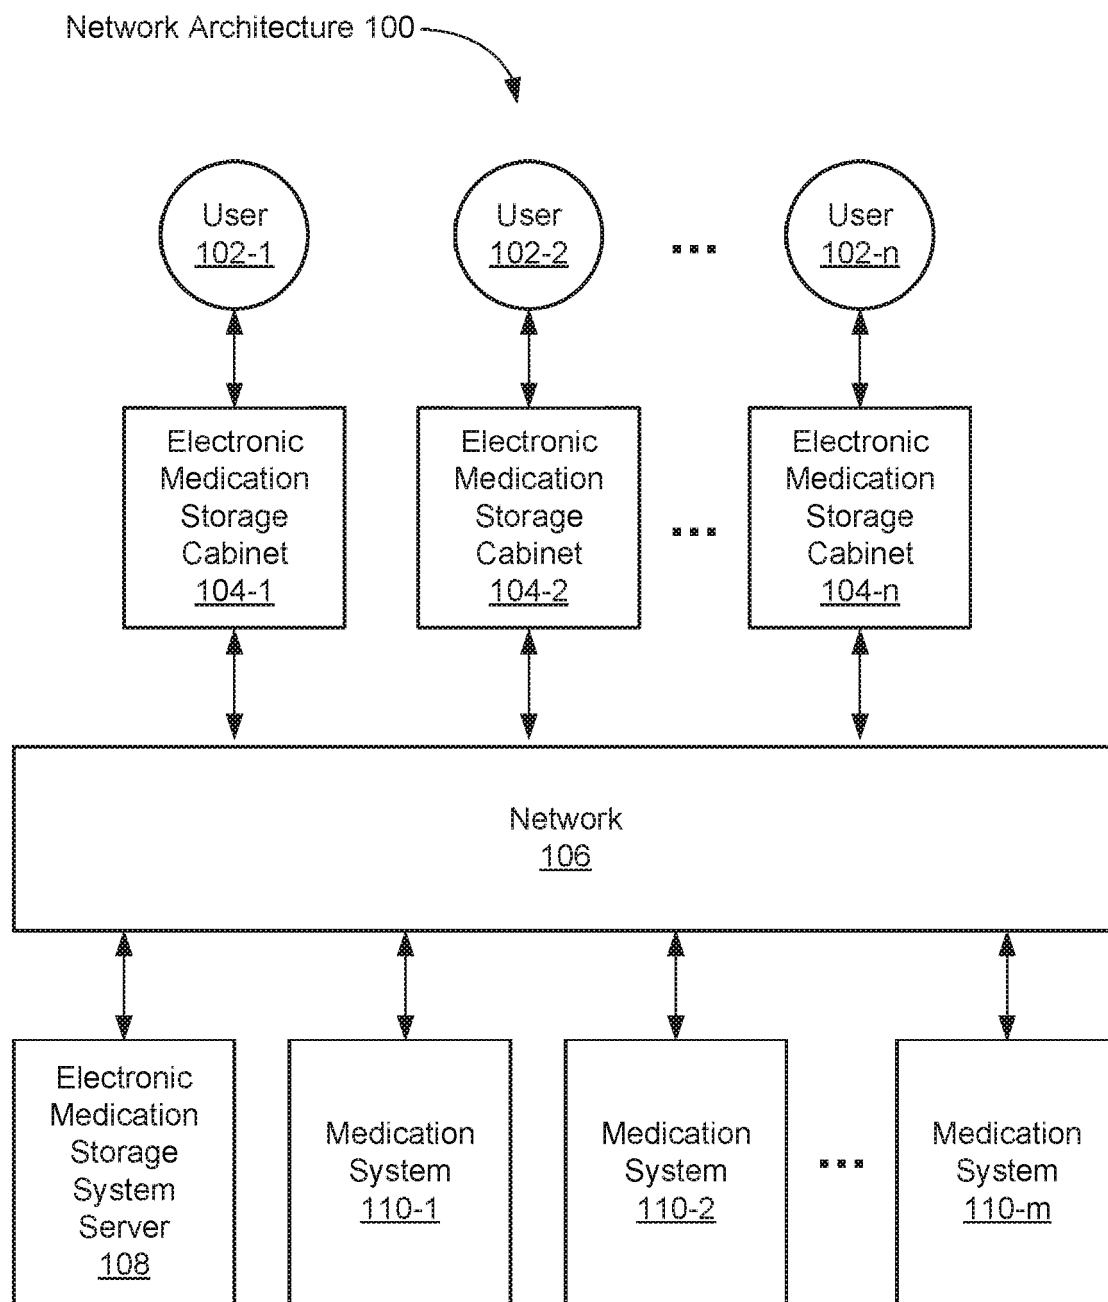 Network Architecture 100
User
102-1
User
102-2
...
User
102-n
Electronic
Medication
Storage
Cabinet
104-1
Electronic
Medication
Storage
Cabinet
104-2
...
Electronic
Medication
Storage
Cabinet
104-n
Network
106
Electronic
Medication
Storage
System
Server
108
Medication
System
110-1
Medication
System
110-2
...
Medication
System
110-m